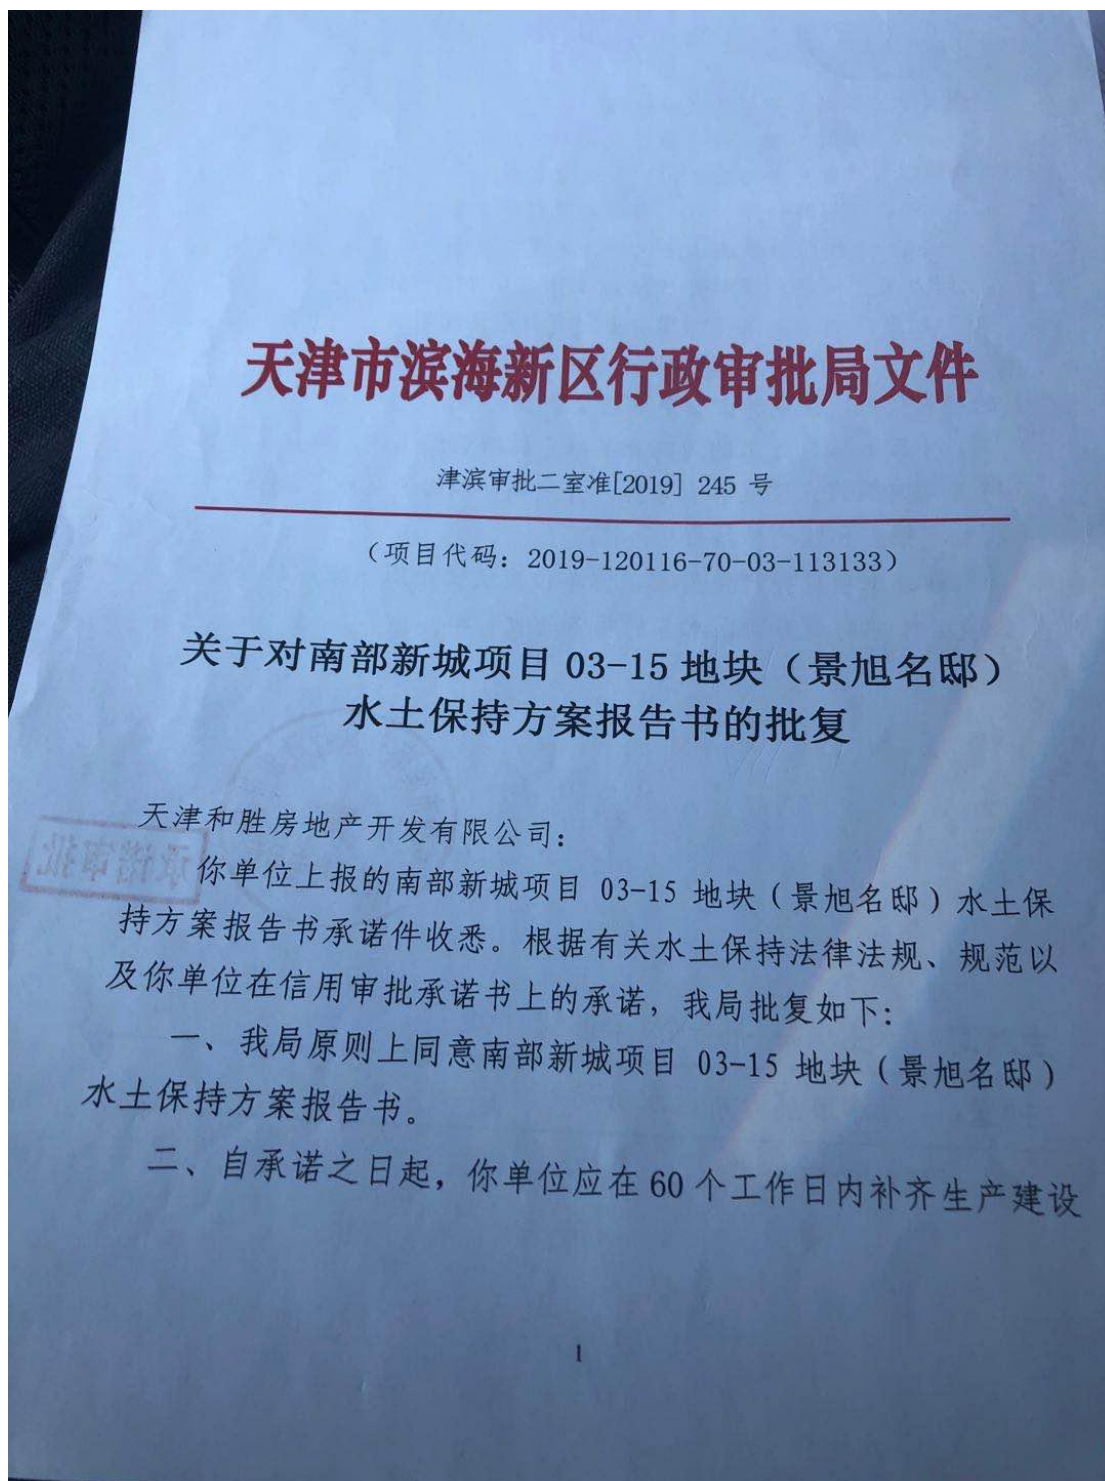 天津市滨海新区行政审批局文件
津滨审批二室准[2019] 245 号
（项目代码：2019-120116-70-03-113133）
关于对南部新城项目 03-15 地块（景旭名邸）
水土保持方案报告书的批复
天津和胜房地产开发有限公司：
承诺审批
你单位上报的南部新城项目 03-15 地块（景旭名邸）水土保
持方案报告书承诺件收悉。根据有关水土保持法律法规、规范以
及你单位在信用审批承诺书上的承诺，我局批复如下：
一、我局原则上同意南部新城项目 03-15 地块（景旭名邸）
水土保持方案报告书。
二、自承诺之日起，你单位应在 60 个工作日内补齐生产建设
1